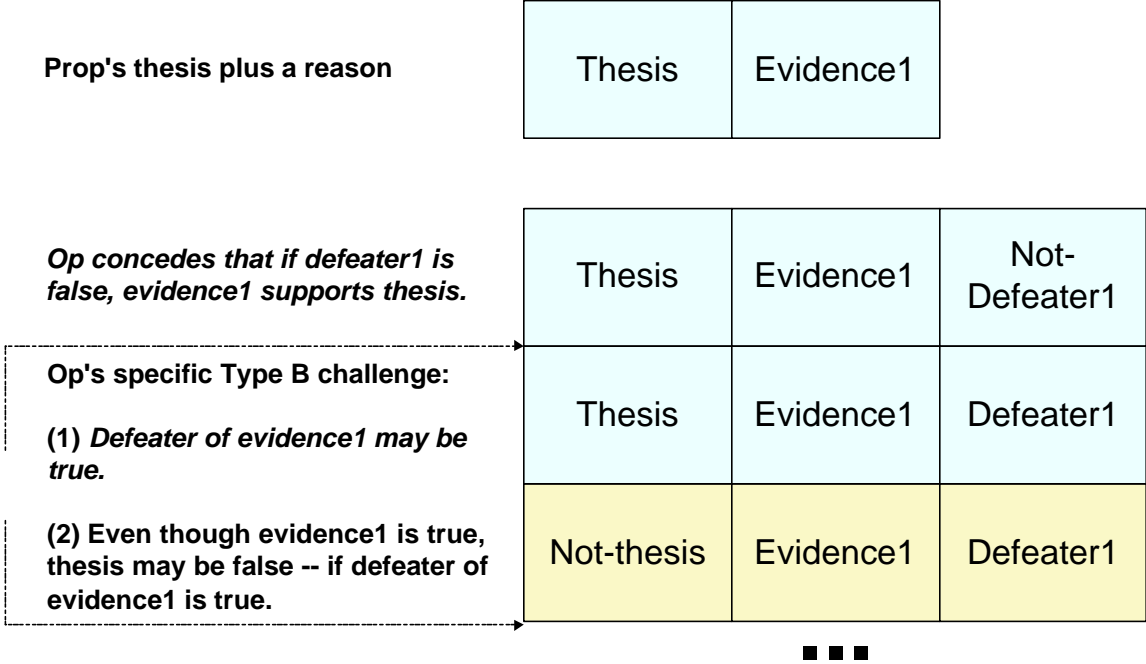 Prop's thesis plus a reason
Thesis
Evidence1
Op concedes that if defeater1 is
false, evidence1 supports thesis.
Thesis
Evidence1
Not-
Defeater1
Op's specific Type B challenge:
(1) Defeater of evidence1 may be
true.
Thesis
Evidence1
Defeater1
(2) Even though evidence1 is true,
thesis may be false -- if defeater of
evidence1 is true.
Not-thesis
Evidence1
Defeater1